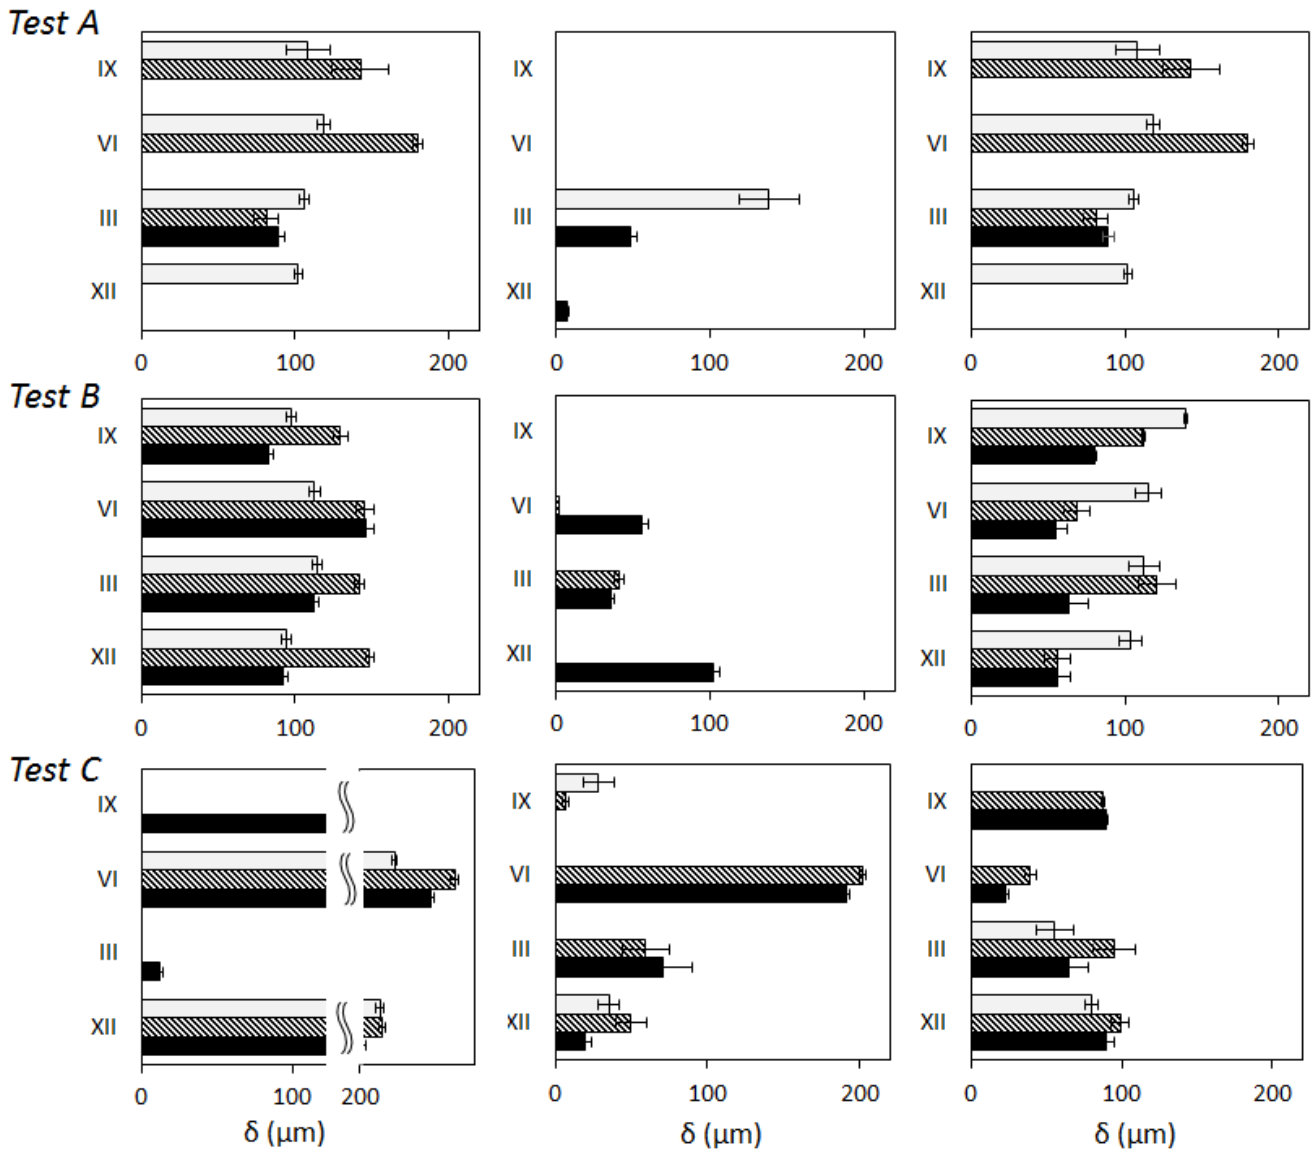 Test A
IX IX IX
VI VI VI
III III III
XII XII XII
0 100 200 0 100 200 0 100 200
Test B
IX IX IX
VI VI VI
III III III
XII XII XII
0 100 200 0 100 200 0 100 200
Test C
IX IX IX
VI VI VI
III III III
XII XII XII
0 100 200 0 100 200 0 100 200
δ (μm) δ (μm) δ (μm)